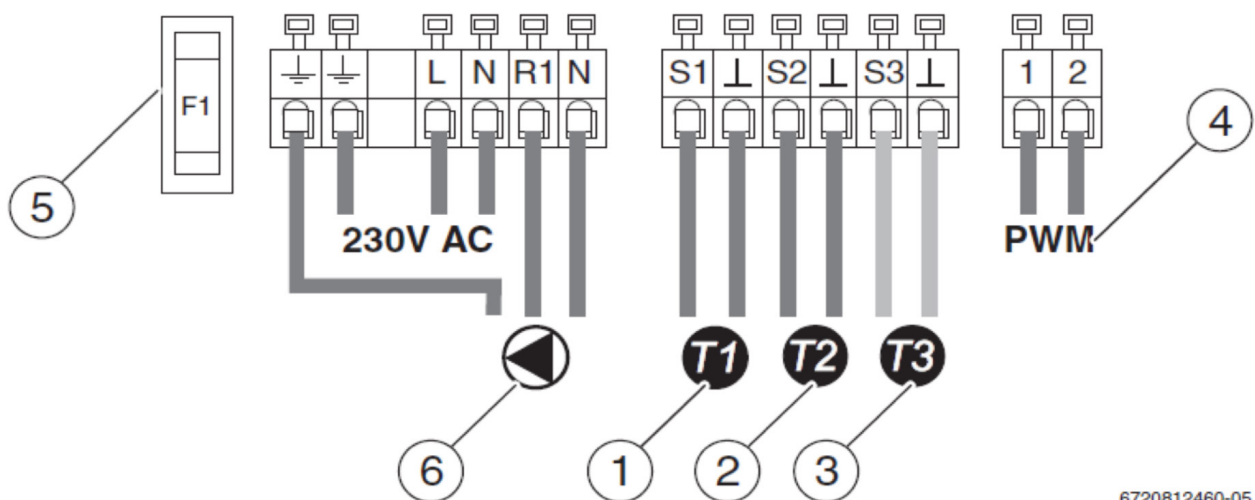 F1
L N R1 N
S1 ⊥ S2 ⊥ S3 ⊥
1 2
4
5
230V AC
PWM
T1 T2 T3
6 1 2 3
6720812460-05